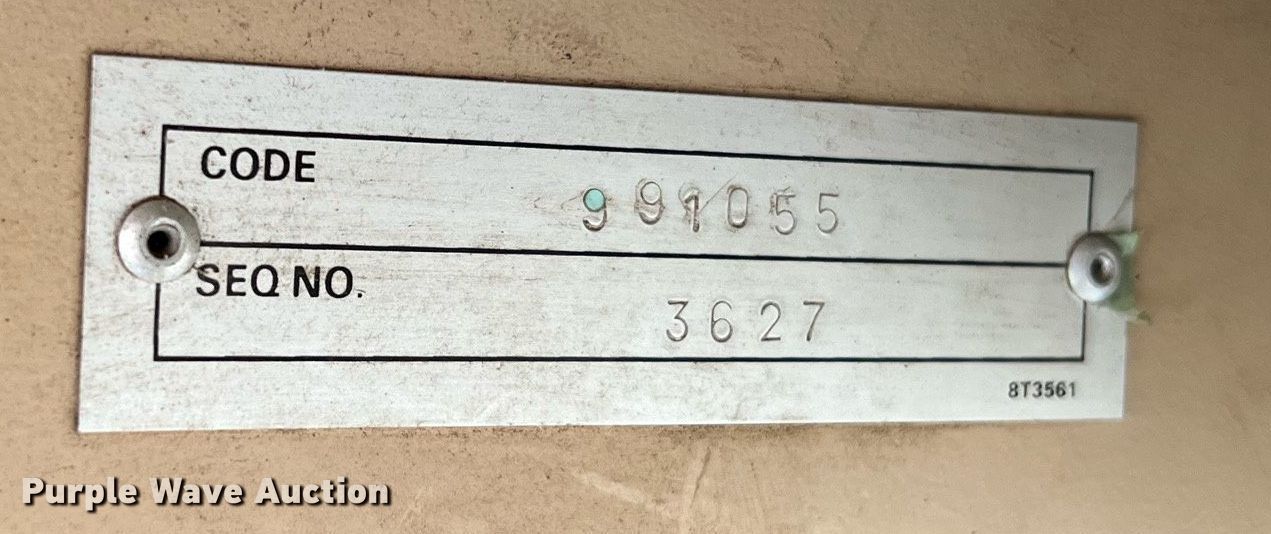 CODE
991055
SEQ NO.
3627
8T3561
Purple Wave Auction